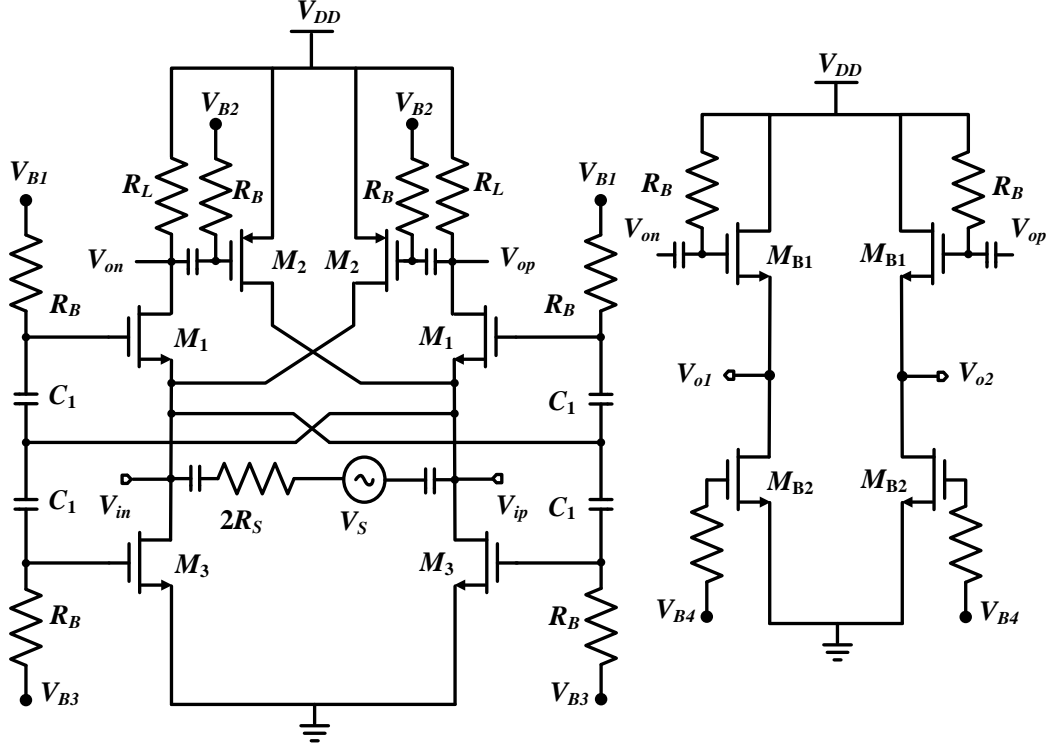 V_DD
V_B2 V_B2
V_DD
V_B1 R_L R_B R_B R_L V_B1
R_B R_B
V_on M_2 M_2 V_op
V_on M_B1 M_B1 V_op
R_B M_1 M_1 R_B
V_o1 V_o2
C_1 C_1
V_in 2R_S V_S V_ip
C_1 C_1
M_B2 M_B2
M_3 M_3
R_B R_B
V_B4 V_B4
V_B3 V_B3